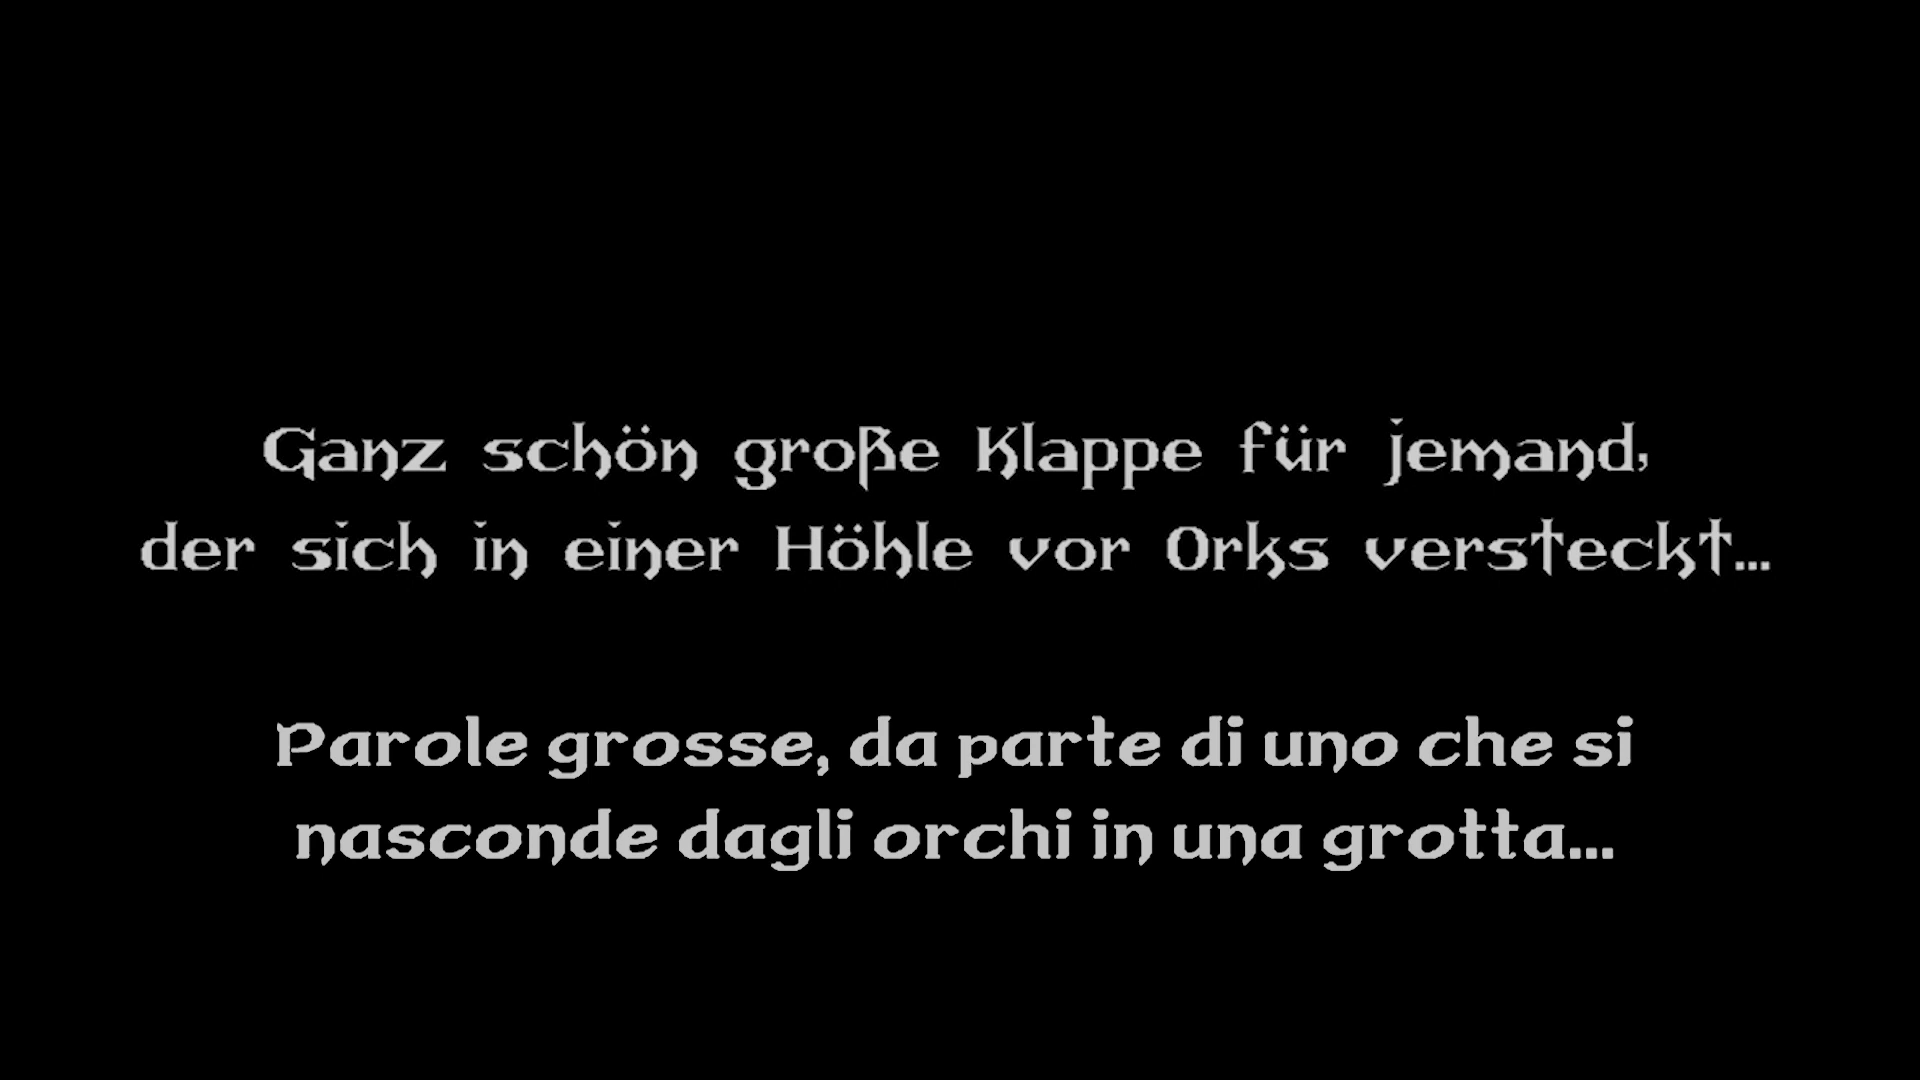 Ganz schön große Klappe für jemand,
der sich in einer Höhle vor Orks versteckt...
Parole grosse, da parte di uno che si
nasconde dagli orchi in una grotta...